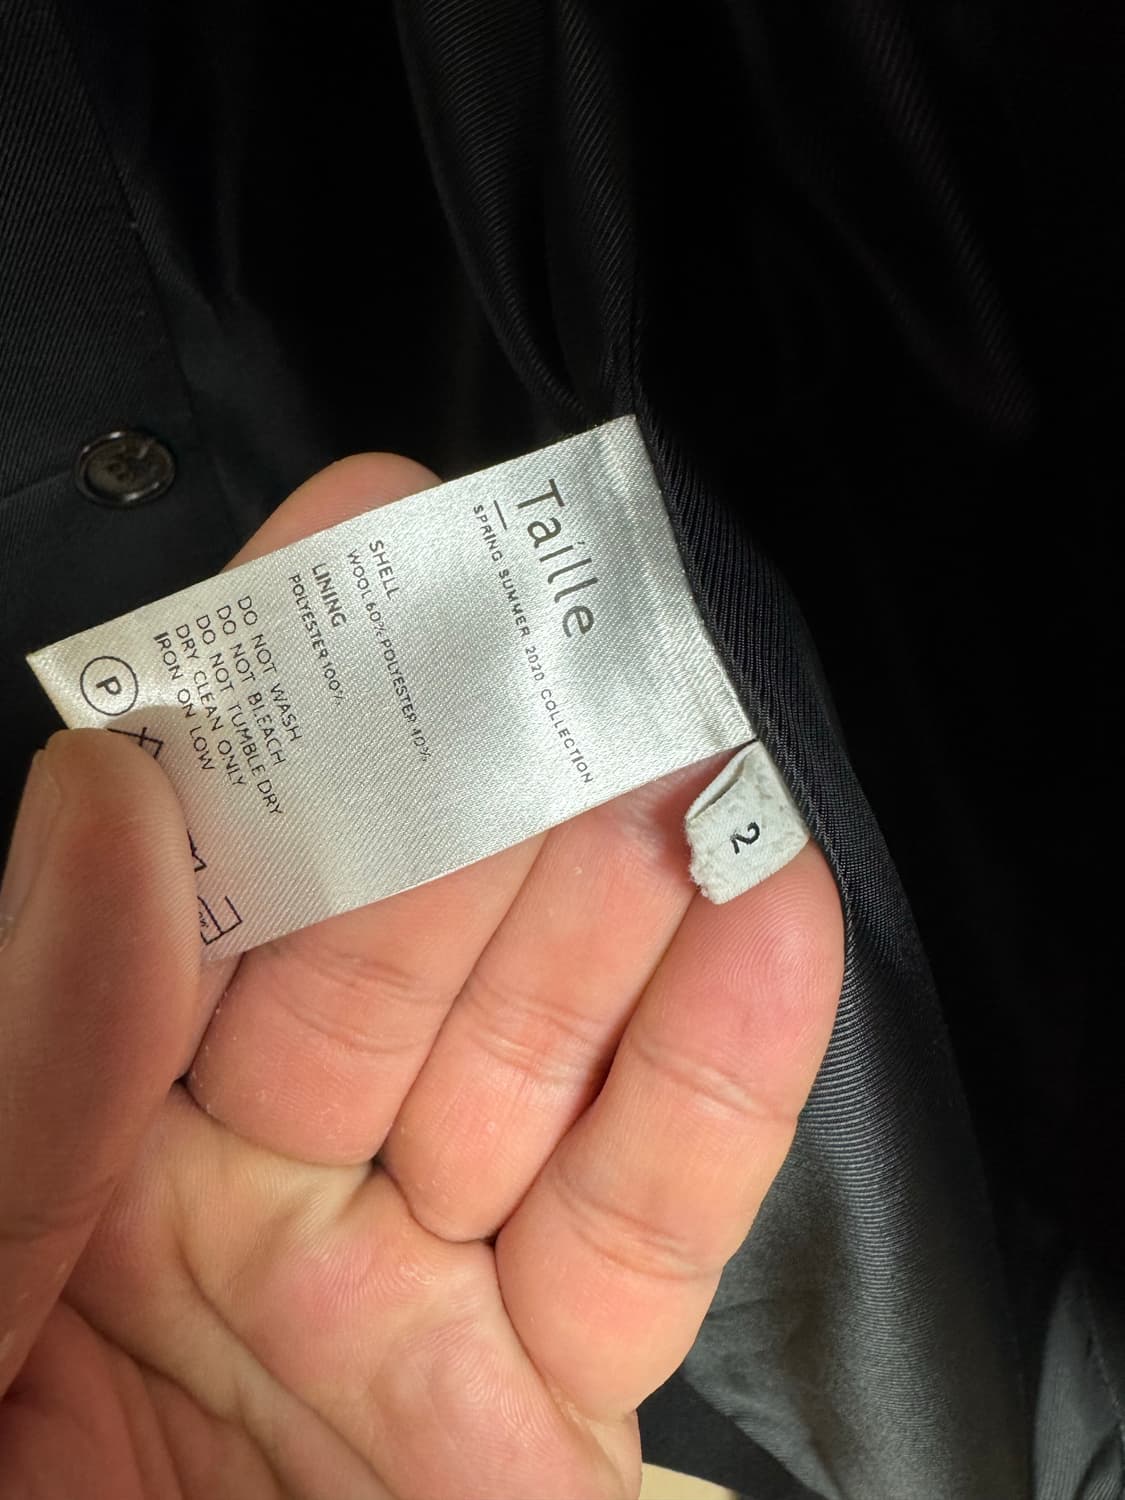 Taille
SPRING SUMMER 2020 COLLECTION
SHELL
WOOL 60% POLYESTER 40%
LINING
POLYESTER 100%
DO NOT WASH
DO NOT BLEACH
DO NOT TUMBLE DRY
DRY CLEAN ONLY
IRON ON LOW
P
2